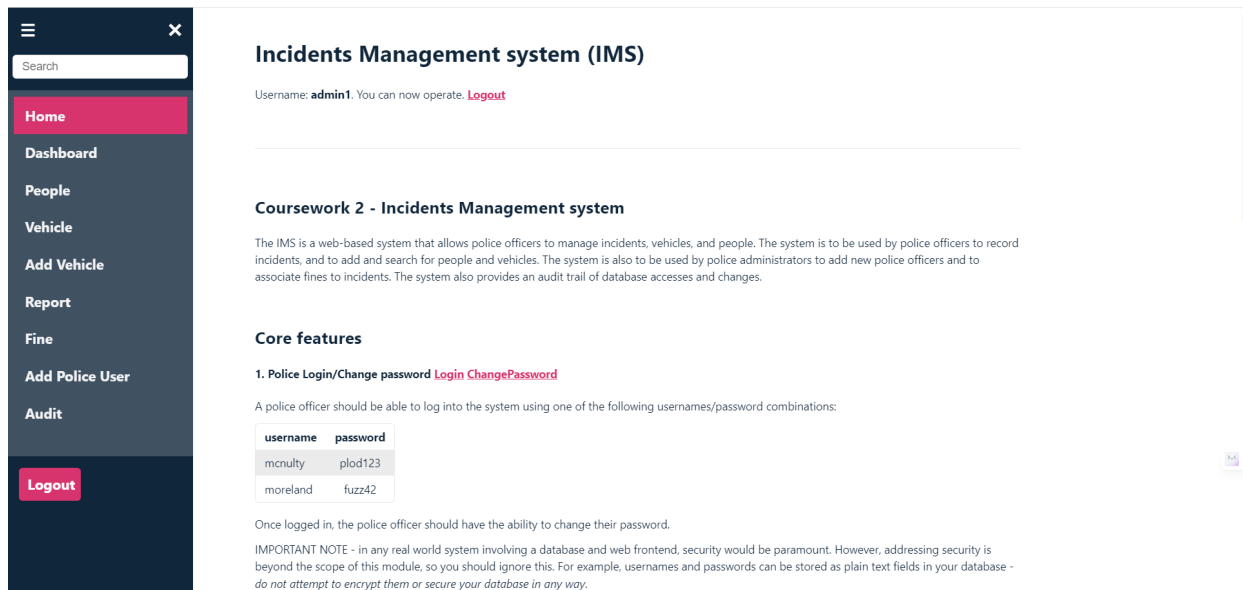 Search
Home
Dashboard
People
Vehicle
Add Vehicle
Report
Fine
Add Police User
Audit
Logout
Incidents Management system (IMS)
Username: admin1. You can now operate. Logout
Coursework 2 - Incidents Management system
The IMS is a web-based system that allows police officers to manage incidents, vehicles, and people. The system is to be used by police officers to record
incidents, and to add and search for people and vehicles. The system is also to be used by police administrators to add new police officers and to
associate fines to incidents. The system also provides an audit trail of database accesses and changes.
Core features
1. Police Login/Change password Login ChangePassword
A police officer should be able to log into the system using one of the following usernames/password combinations:
username password
mcnulty plod123
moreland fuzz42
Once logged in, the police officer should have the ability to change their password.
IMPORTANT NOTE - in any real world system involving a database and web frontend, security would be paramount. However, addressing security is
beyond the scope of this module, so you should ignore this. For example, usernames and passwords can be stored as plain text fields in your database -
do not attempt to encrypt them or secure your database in any way.